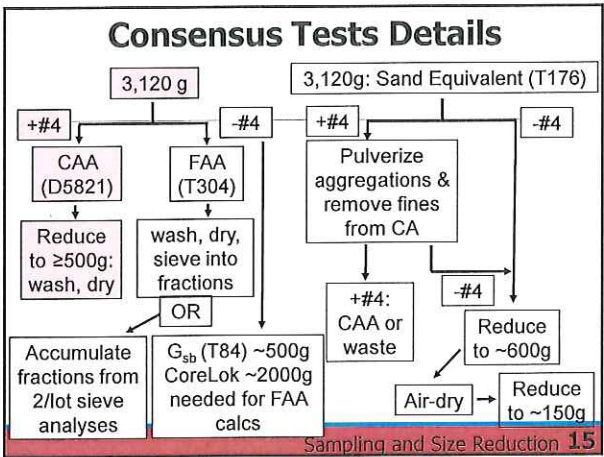 Consensus Tests Details
3,120 g
3,120g: Sand Equivalent (T176)
+#4
-#4
+#4
-#4
CAA
(D5821)
FAA
(T304)
Pulverize
aggregations &
remove fines
from CA
Reduce
to ≥500g:
wash, dry
wash, dry,
sieve into
fractions
OR
+#4:
CAA or
waste
-#4
Reduce
to ~600g
Accumulate
fractions from
2/lot sieve
analyses
Gsb (T84) ~500g
CoreLok ~2000g
needed for FAA
calcs
Air-dry
Reduce
to ~150g
Sampling and Size Reduction 15